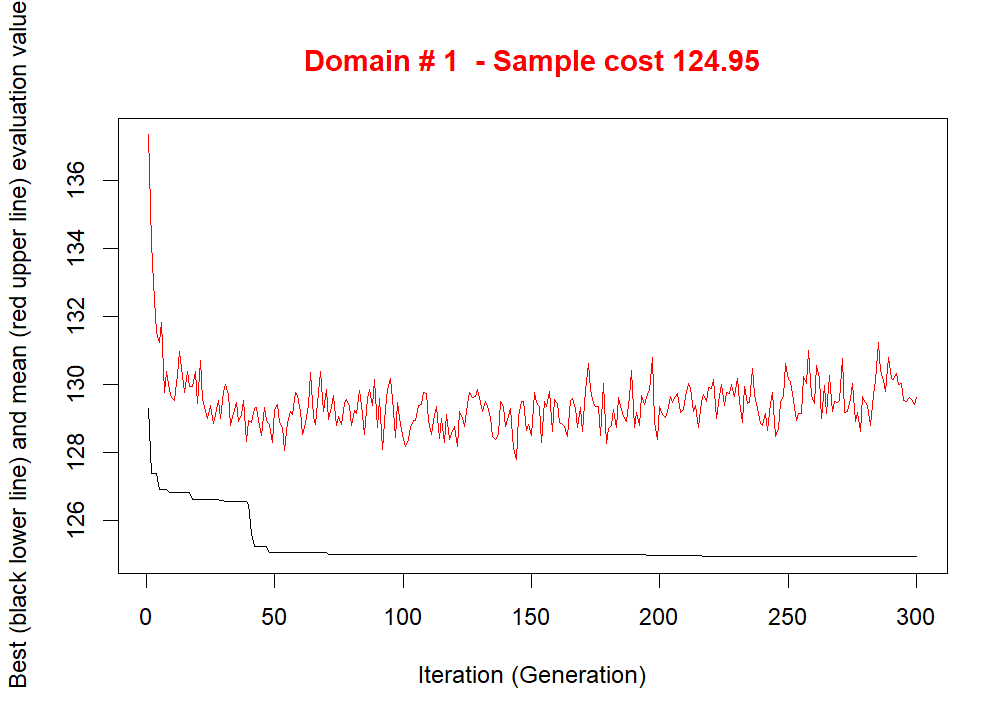 Domain # 1  - Sample cost 124.95
Best (black lower line) and mean (red upper line) evaluation value
136
134
132
130
128
126
0 50 100 150 200 250 300
Iteration (Generation)